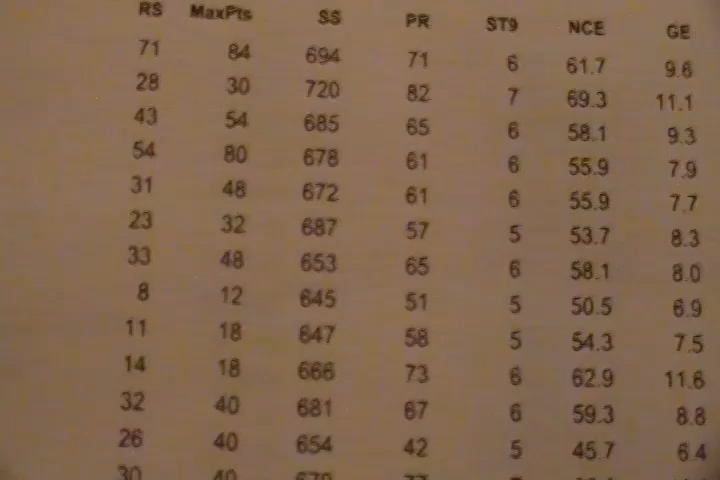 RS MaxPts SS PR ST9 NCE GE
71 84 694 71 6 61.7 9.6
28 30 720 82 7 69.3 11.1
43 54 685 65 6 58.1 9.3
54 80 678 61 6 55.9 7.9
31 48 672 61 6 55.9 7.7
23 32 687 57 5 53.7 8.3
33 48 653 65 6 58.1 8.0
8 12 645 51 5 50.5 6.9
11 18 647 58 5 54.3 7.5
14 18 666 73 6 62.9 11.6
32 40 681 67 6 59.3 8.8
26 40 654 42 5 45.7 6.4
30 40